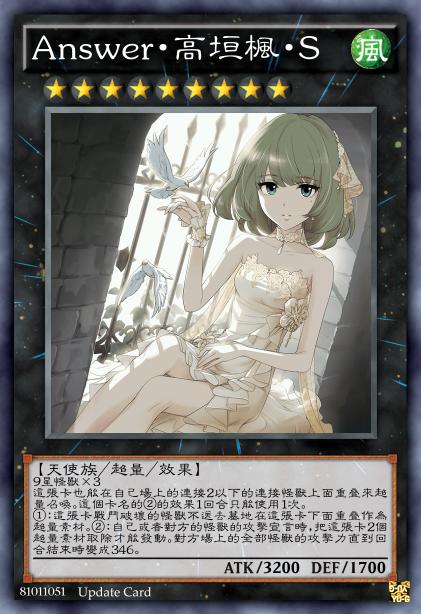 Answer·高垣楓·S
風
【天使族/超量/效果】
9星怪獸×3
這張卡也能在自己場上的連接2以下的連接怪獸上面重疊來超
量召喚。這個卡名的②的效果1回合只能使用1次。
①:這張卡戰鬥破壞的怪獸不送去墓地在這張卡下面重疊作為
超量素材。②:自己或者對方的怪獸的攻擊宣言時,把這張卡2個
超量素材取除才能發動。對方場上的全部怪獸的攻擊力直到回
合結束時變成346。
ATK/3200 DEF/1700
81011051 Update Card